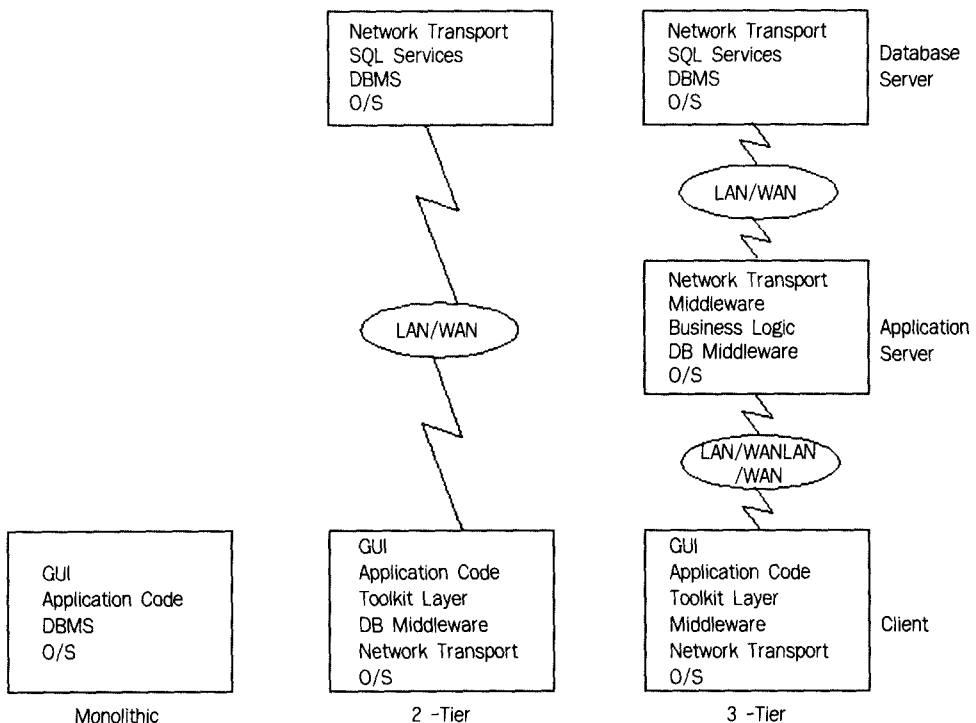 Network Transport
SQL Services
DBMS
O/S
Network Transport
SQL Services
DBMS
O/S
Database
Server
LAN/WAN
LAN/WAN
Network Transport
Middleware
Business Logic
DB Middleware
O/S
Application
Server
LAN/WANLAN
/WAN
GUI
Application Code
DBMS
O/S
Monolithic
GUI
Application Code
Toolkit Layer
DB Middleware
Network Transport
O/S
2 -Tier
GUI
Application Code
Toolkit Layer
Middleware
Network Transport
O/S
Client
3 -Tier